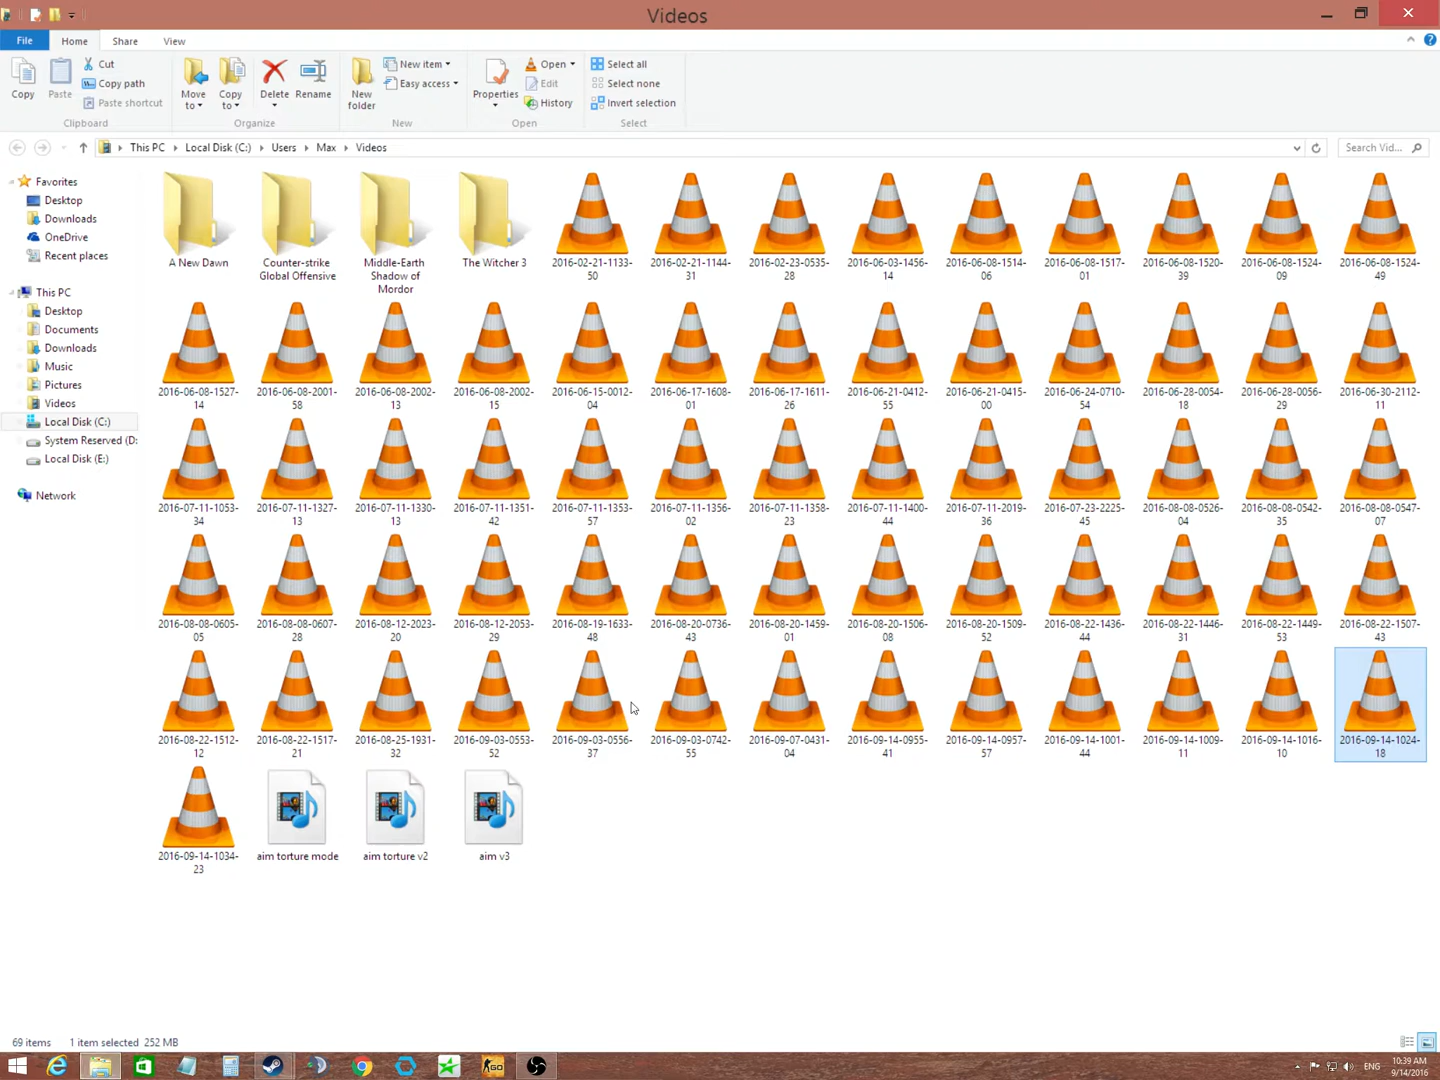 Videos
File Home Share View
Copy
Paste
Cut
Copy path
Paste shortcut
Clipboard
Move to
Copy to
Delete
Rename
Organize
New folder
New item
Easy access
New
Properties
Open
Edit
History
Open
Select all
Select none
Invert selection
Select
This PC Local Disk (C:) Users Max Videos
Search Vid...
Favorites
Desktop
Downloads
OneDrive
Recent places
This PC
Desktop
Documents
Downloads
Music
Pictures
Videos
Local Disk (C:)
System Reserved (D:
Local Disk (E:)
Network
A New Dawn
Counter-strike Global Offensive
Middle-Earth Shadow of Mordor
The Witcher 3
2016-02-21-1133-50
2016-02-21-1144-31
2016-02-23-0535-28
2016-06-03-1456-14
2016-06-08-1514-06
2016-06-08-1517-01
2016-06-08-1520-39
2016-06-08-1524-09
2016-06-08-1524-49
2016-06-08-1527-14
2016-06-08-2001-58
2016-06-08-2002-13
2016-06-08-2002-15
2016-06-15-0012-04
2016-06-17-1608-01
2016-06-17-1611-26
2016-06-21-0412-55
2016-06-21-0415-00
2016-06-24-0710-54
2016-06-28-0054-18
2016-06-28-0056-29
2016-06-30-2112-11
2016-07-11-1053-34
2016-07-11-1327-13
2016-07-11-1330-13
2016-07-11-1351-42
2016-07-11-1353-57
2016-07-11-1356-02
2016-07-11-1358-23
2016-07-11-1400-44
2016-07-11-2019-36
2016-07-23-2225-45
2016-08-08-0526-04
2016-08-08-0542-35
2016-08-08-0547-07
2016-08-08-0605-05
2016-08-08-0607-28
2016-08-12-2023-20
2016-08-12-2053-29
2016-08-19-1633-48
2016-08-20-0736-43
2016-08-20-1459-01
2016-08-20-1506-08
2016-08-20-1509-52
2016-08-22-1436-44
2016-08-22-1446-31
2016-08-22-1449-53
2016-08-22-1507-43
2016-08-22-1512-12
2016-08-22-1517-21
2016-08-25-1931-32
2016-09-03-0553-52
2016-09-03-0556-37
2016-09-03-0742-55
2016-09-07-0431-04
2016-09-14-0955-41
2016-09-14-0957-57
2016-09-14-1001-44
2016-09-14-1009-11
2016-09-14-1016-10
2016-09-14-1024-18
2016-09-14-1034-23
aim torture mode
aim torture v2
aim v3
69 items 1 item selected 252 MB
GO
ENG
10:39 AM
9/14/2016